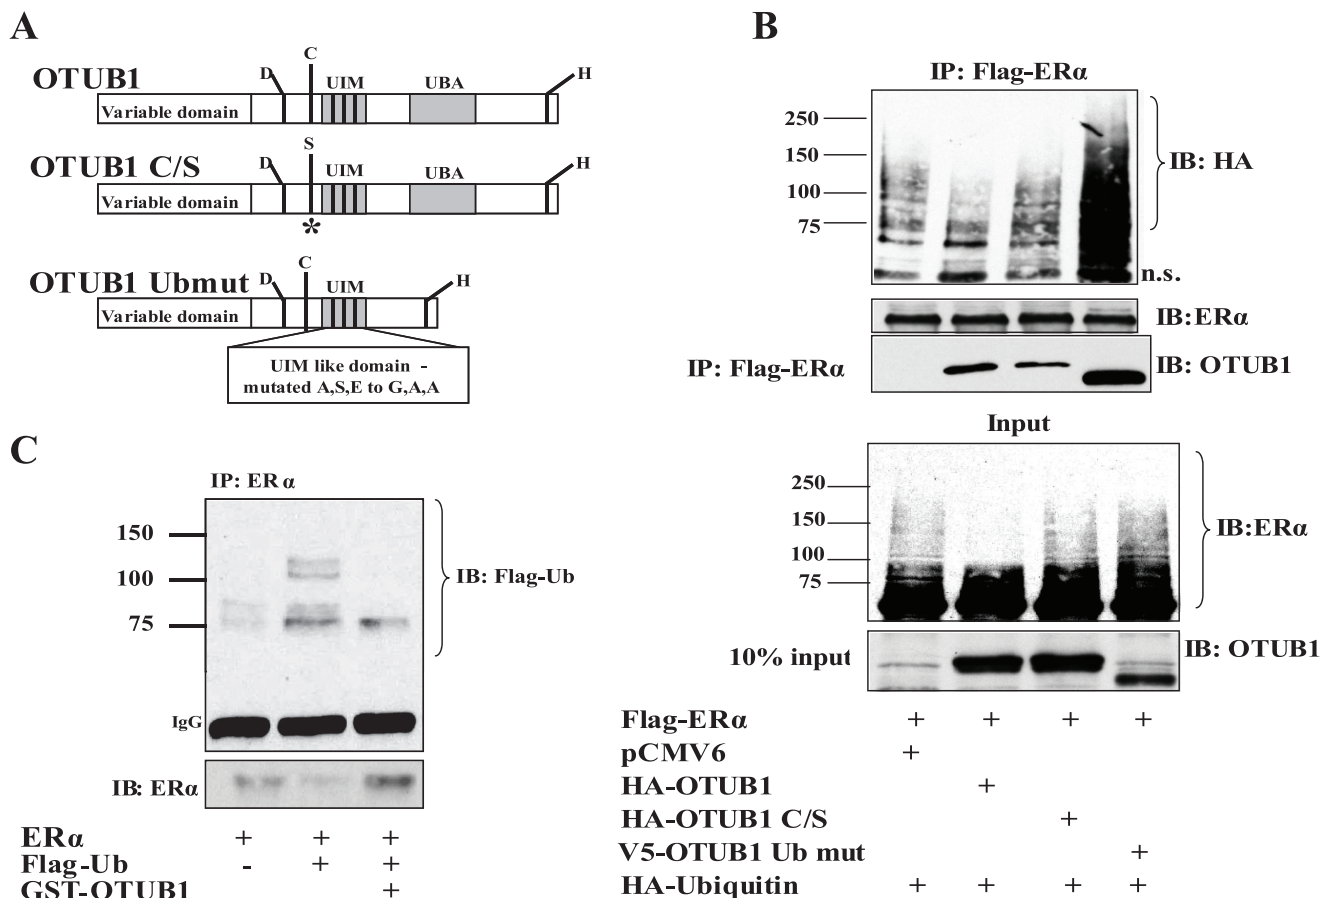 A
OTUB1
D
C
UIM
UBA
H
Variable domain
OTUB1 C/S
D
S
UIM
UBA
H
Variable domain
*
OTUB1 Ubmut
D
C
UIM
H
Variable domain
UIM like domain -
mutated A,S,E to G,A,A
B
IP: Flag-ERα
250
150
100
75
IB: HA
n.s.
IB:ERα
IP: Flag-ERα
IB: OTUB1
Input
250
150
100
75
IB:ERα
10% input
IB: OTUB1
Flag-ERα + + + +
pCMV6 +
HA-OTUB1 +
HA-OTUB1 C/S +
V5-OTUB1 Ub mut +
HA-Ubiquitin + + + +
C
IP: ERα
150
100
75
IB: Flag-Ub
IgG
IB: ERα
ERα + + +
Flag-Ub - + +
GST-OTUB1 +